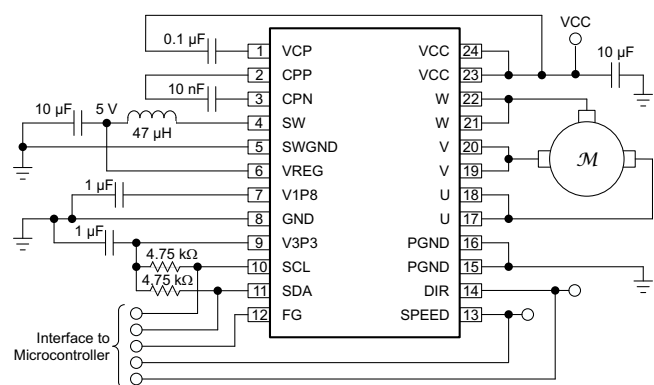 VCC
0.1 µF
10 µF
1 VCP VCC 24
2 CPP VCC 23
10 nF
3 CPN W 22
10 µF
5 V
47 µH
4 SW W 21
5 SWGND V 20
M
6 VREG V 19
1 µF
7 V1P8 U 18
8 GND U 17
1 µF
9 V3P3 PGND 16
4.75 kΩ
10 SCL PGND 15
4.75 kΩ
11 SDA DIR 14
12 FG SPEED 13
Interface to
Microcontroller